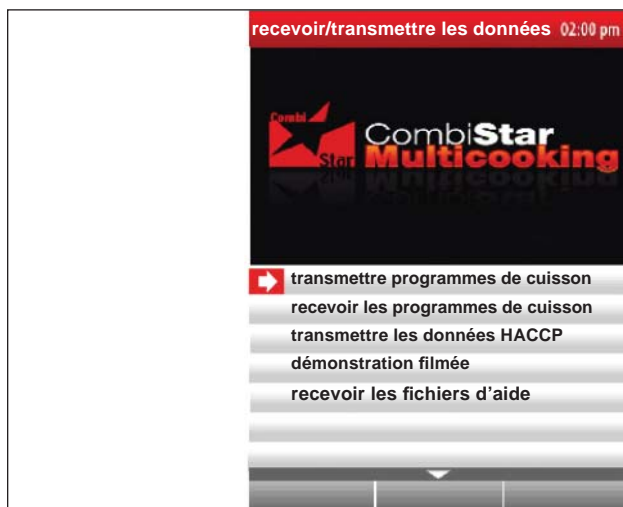 recevoir/transmettre les données 02:00 pm
Combi
Star
CombiStar
Multicooking
transmettre programmes de cuisson
recevoir les programmes de cuisson
transmettre les données HACCP
démonstration filmée
recevoir les fichiers d’aide